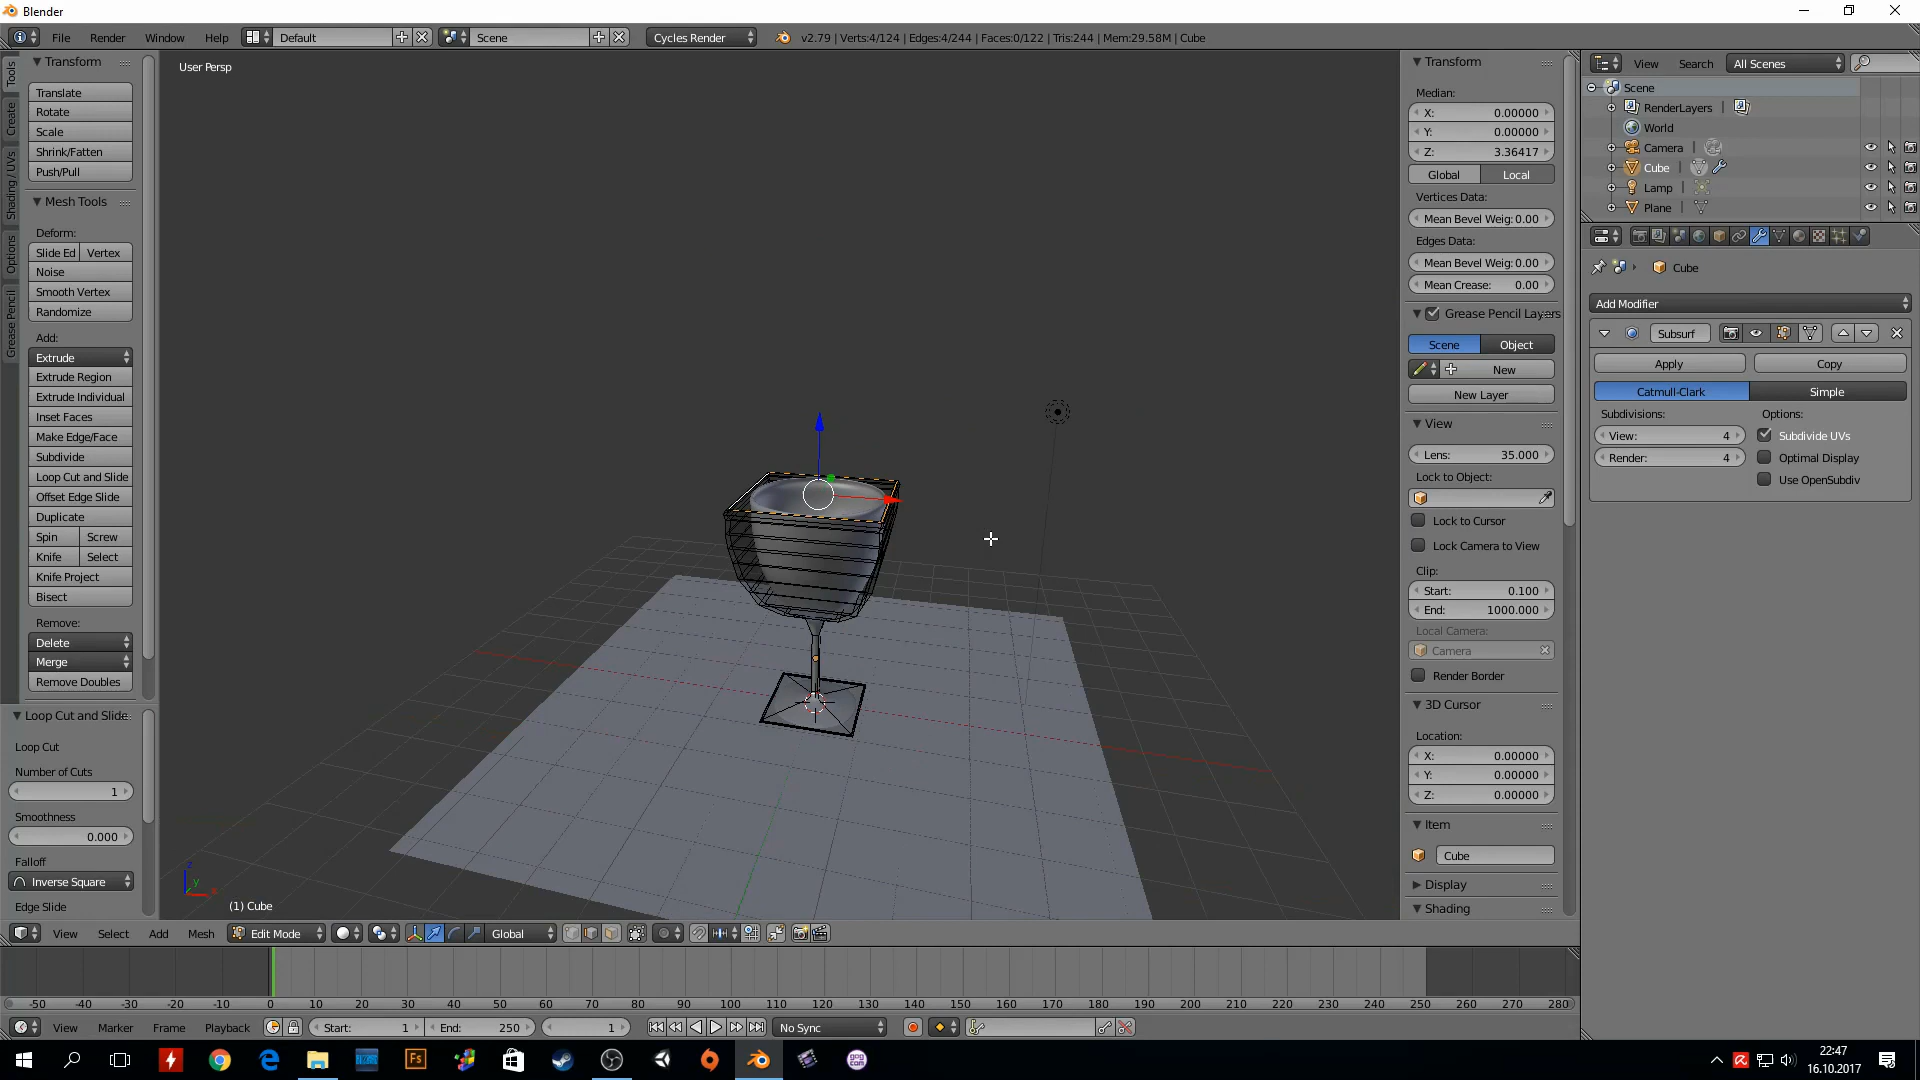 Blender
File Render Window Help Default Scene Cycles Render v2.79 | Verts:4/124 | Edges:4/244 | Faces:0/122 | Tris:244 | Mem:29.58M | Cube
Tools
Create
Shading / UVs
Options
Grease Pencil
Transform
Translate
Rotate
Scale
Shrink/Fatten
Push/Pull
Mesh Tools
Deform:
Slide Ed Vertex
Noise
Smooth Vertex
Randomize
Add:
Extrude
Extrude Region
Extrude Individual
Inset Faces
Make Edge/Face
Subdivide
Loop Cut and Slide
Offset Edge Slide
Duplicate
Spin Screw
Knife Select
Knife Project
Bisect
Remove:
Delete
Merge
Remove Doubles
Loop Cut and Slide
Loop Cut
Number of Cuts
1
Smoothness
0.000
Falloff
Inverse Square
Edge Slide
User Persp
z
y
x
(1) Cube
Transform
Median:
X: 0.00000
Y: 0.00000
Z: 3.36417
Global Local
Vertices Data:
Mean Bevel Weig: 0.00
Edges Data:
Mean Bevel Weig: 0.00
Mean Crease: 0.00
Grease Pencil Layers
Scene Object
New
New Layer
View
Lens: 35.000
Lock to Object:
Lock to Cursor
Lock Camera to View
Clip:
Start: 0.100
End: 1000.000
Local Camera:
Camera
Render Border
3D Cursor
Location:
X: 0.00000
Y: 0.00000
Z: 0.00000
Item
Cube
Display
Shading
View Search All Scenes
Scene
RenderLayers
World
Camera
Cube
Lamp
Plane
Cube
Add Modifier
Subsurf
Apply Copy
Catmull-Clark Simple
Subdivisions: Options:
View: 4 Subdivide UVs
Render: 4 Optimal Display
Use OpenSubdiv
View Select Add Mesh Edit Mode Global
-50 -40 -30 -20 -10 0 10 20 30 40 50 60 70 80 90 100 110 120 130 140 150 160 170 180 190 200 210 220 230 240 250 260 270 280
View Marker Frame Playback Start: 1 End: 250 1 No Sync
Fs
gog
com
22:47
16.10.2017